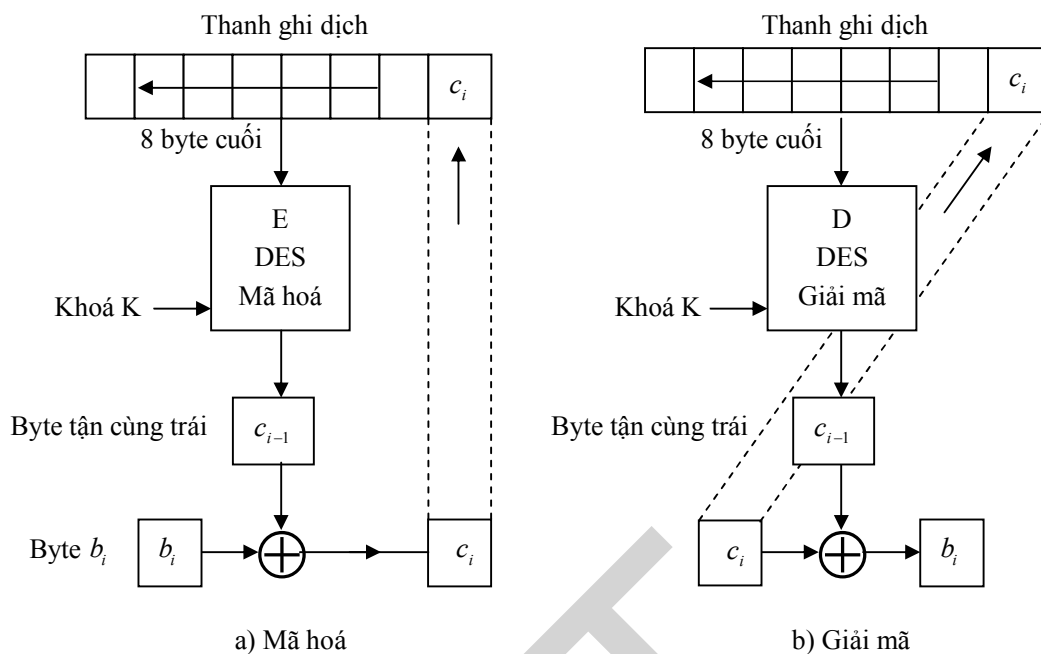 Thanh ghi dịch
c_i
8 byte cuối
E
DES
Mã hoá
Khoá K
Byte tận cùng trái
c_{i-1}
Byte b_i
b_i
c_i
a) Mã hoá
Thanh ghi dịch
c_i
8 byte cuối
D
DES
Giải mã
Khoá K
Byte tận cùng trái
c_{i-1}
c_i
b_i
b) Giải mã